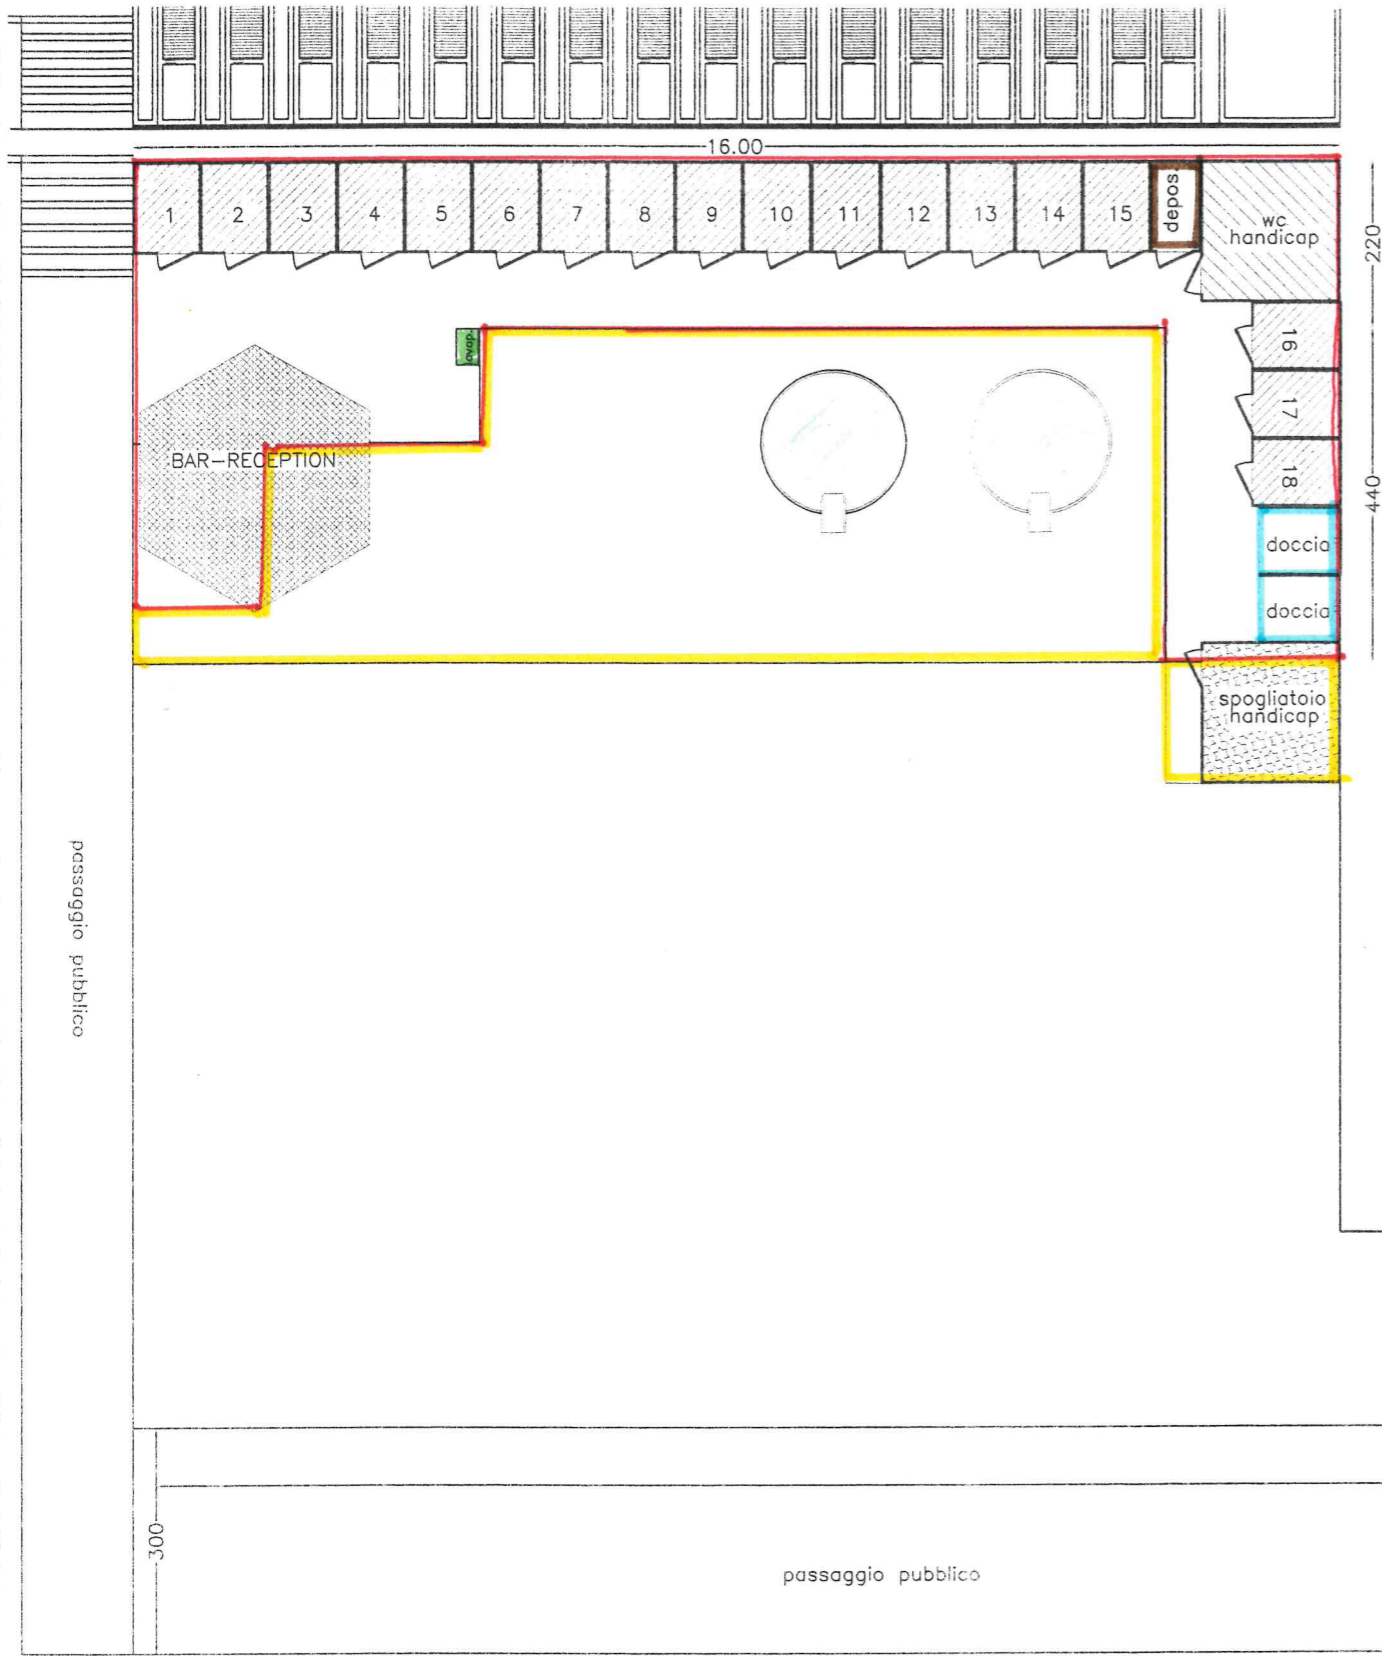 16.00
1
2
3
4
5
6
7
8
9
10
11
12
13
14
15
depos.
wc
handicap
220
16
17
18
440
BAR-RECEPTION
doccia
doccia
spogliatoio
handicap
passaggio pubblico
300
passaggio pubblico